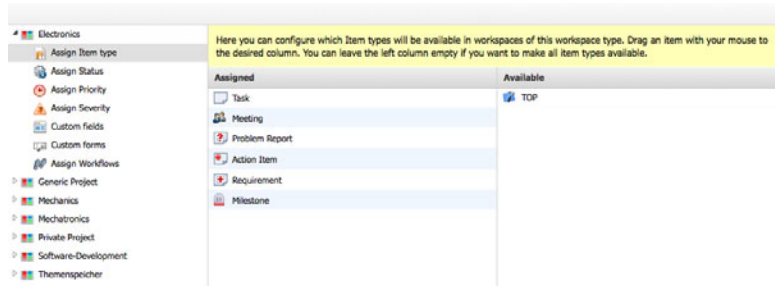 Electronics
Assign Item type
Assign Status
Assign Priority
Assign Severity
Custom fields
Custom forms
Assign Workflows
Generic Project
Mechanics
Mechatronics
Private Project
Software-Development
Themenspeicher
Here you can configure which Item types will be available in workspaces of this workspace type. Drag an item with your mouse to
the desired column. You can leave the left column empty if you want to make all item types available.
Assigned
Task
Meeting
Problem Report
Action Item
Requirement
Milestone
Available
TOP